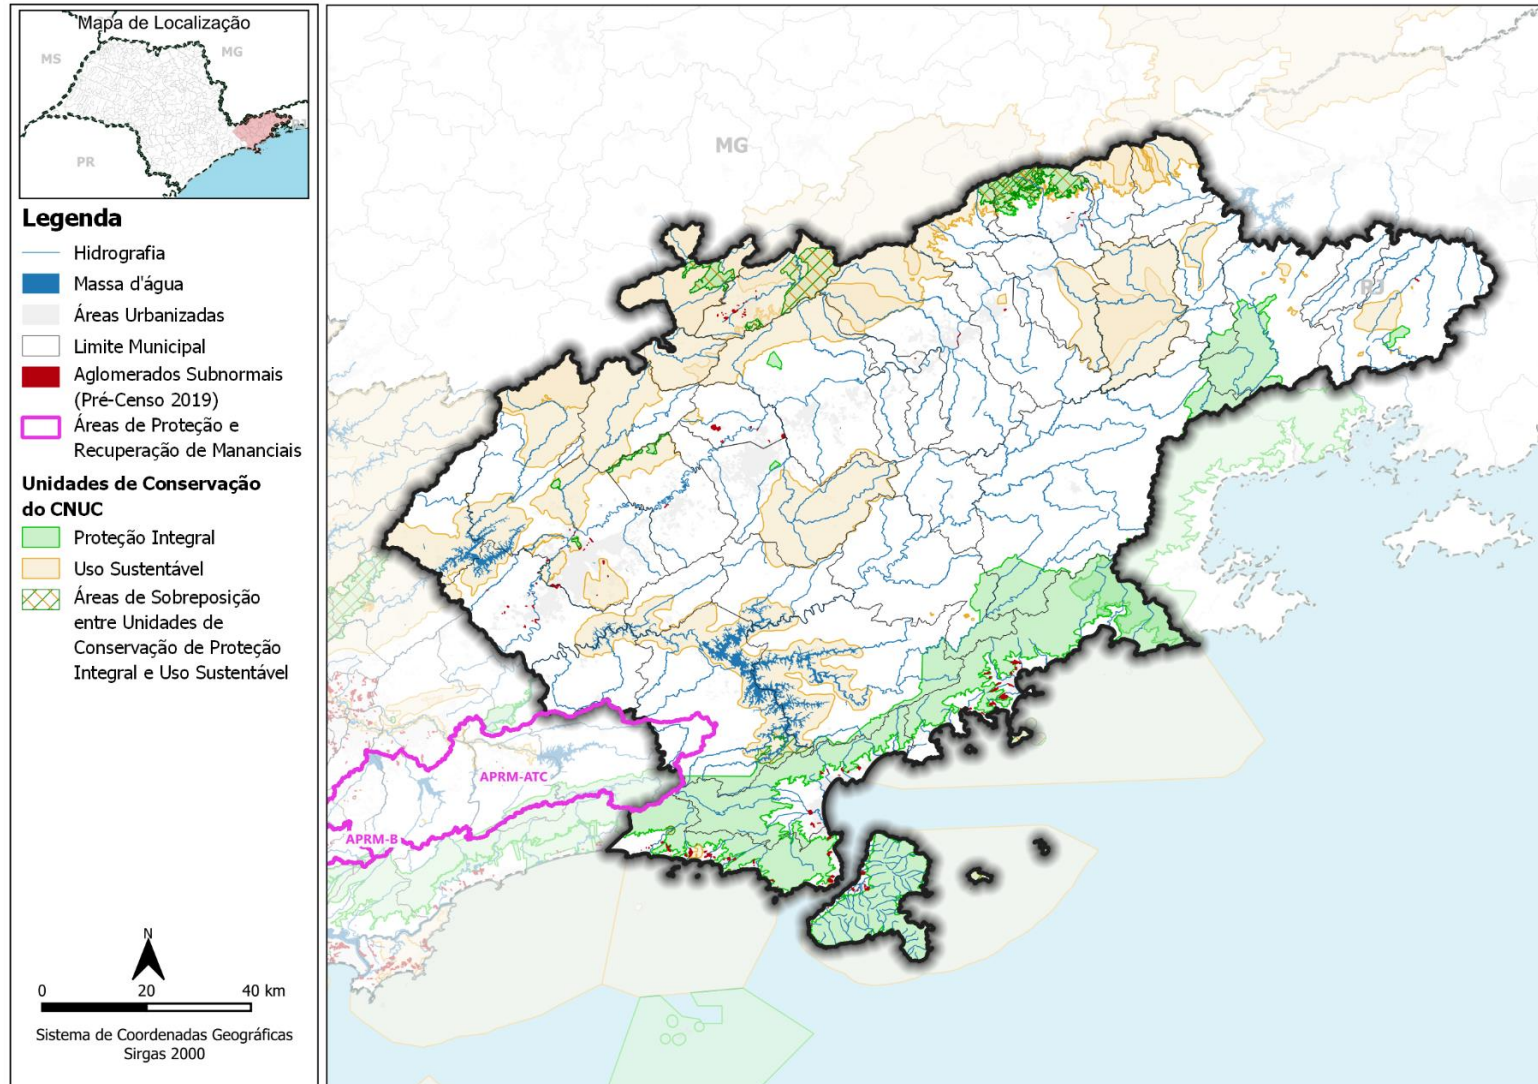 Mapa de Localização
MS
MG
PR
Legenda
Hidrografia
Massa d'água
Áreas Urbanizadas
Limite Municipal
Aglomerados Subnormais
(Pré-Censo 2019)
Áreas de Proteção e
Recuperação de Mananciais
Unidades de Conservação
do CNUC
Proteção Integral
Uso Sustentável
Áreas de Sobreposição
entre Unidades de
Conservação de Proteção
Integral e Uso Sustentável
N
0 20 40 km
Sistema de Coordenadas Geográficas
Sirgas 2000
MG
RJ
APRM-ATC
APRM-B